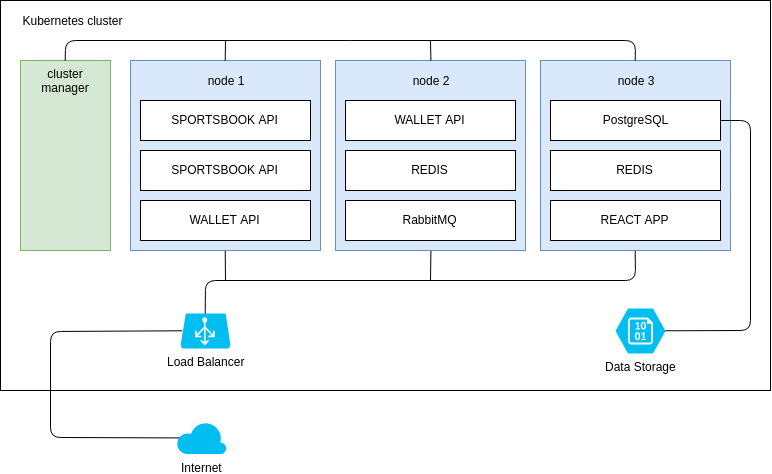 Kubernetes cluster
cluster
manager
node 1
SPORTSBOOK API
SPORTSBOOK API
WALLET API
node 2
WALLET API
REDIS
RabbitMQ
node 3
PostgreSQL
REDIS
REACT APP
Load Balancer
10
01
Data Storage
Internet